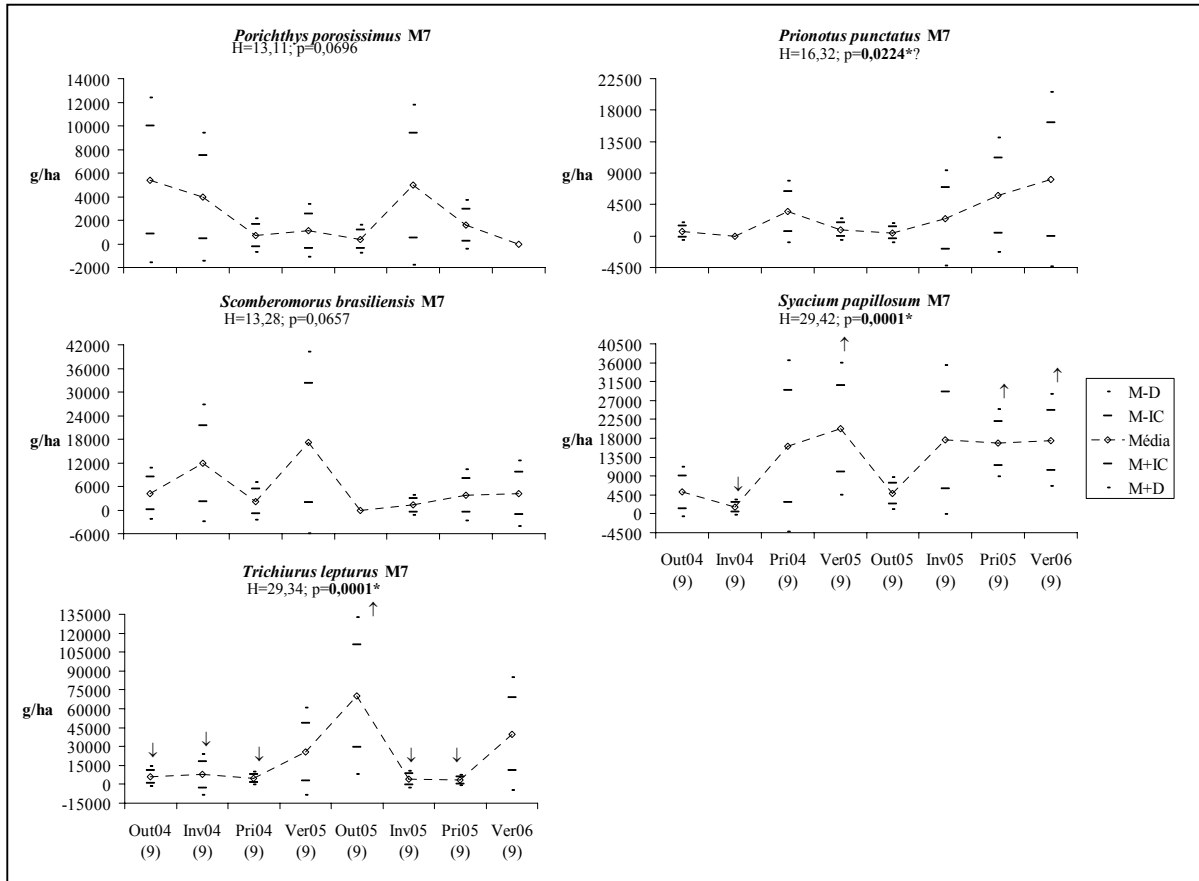 Porichthys porosissimus M7
H=13,11; p=0,0696
14000
12000
10000
8000
6000
4000
2000
0
-2000
g/ha
Prionotus punctatus M7
H=16,32; p=0,0224*?
22500
18000
13500
9000
4500
0
-4500
g/ha
Scomberomorus brasiliensis M7
H=13,28; p=0,0657
42000
36000
30000
24000
18000
12000
6000
0
-6000
g/ha
Syacium papillosum M7
H=29,42; p=0,0001*
40500
36000
31500
27000
22500
18000
13500
9000
4500
0
-4500
g/ha
↑
↓
↑
↑
Out04 Inv04 Pri04 Ver05 Out05 Inv05 Pri05 Ver06
(9) (9) (9) (9) (9) (9) (9) (9)
M-D
M-IC
Média
M+IC
M+D
Trichiurus lepturus M7
H=29,34; p=0,0001*
135000
120000
105000
90000
75000
60000
45000
30000
15000
0
-15000
g/ha
↓ ↓ ↓ ↑ ↓ ↓
Out04 Inv04 Pri04 Ver05 Out05 Inv05 Pri05 Ver06
(9) (9) (9) (9) (9) (9) (9) (9)